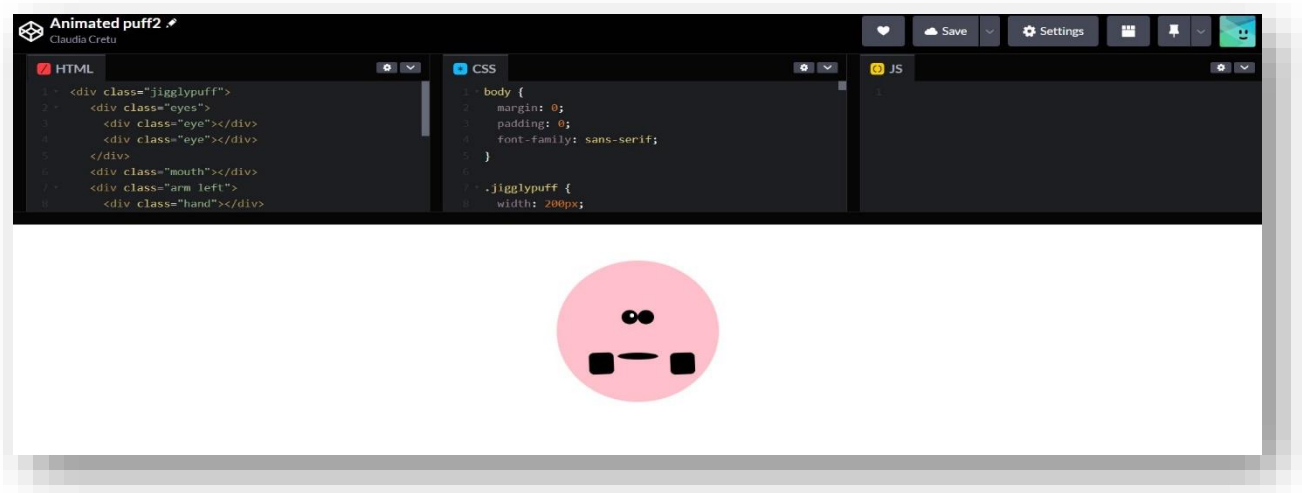 Animated puff2
Claudia Cretu
Save
Settings
HTML
1 <div class="jigglypuff">
2 <div class="eyes">
3 <div class="eye"></div>
4 <div class="eye"></div>
5 </div>
6 <div class="mouth"></div>
7 <div class="arm left">
8 <div class="hand"></div>
CSS
1 body {
2 margin: 0;
3 padding: 0;
4 font-family: sans-serif;
5 }
6
7 .jigglypuff {
8 width: 200px;
JS
1